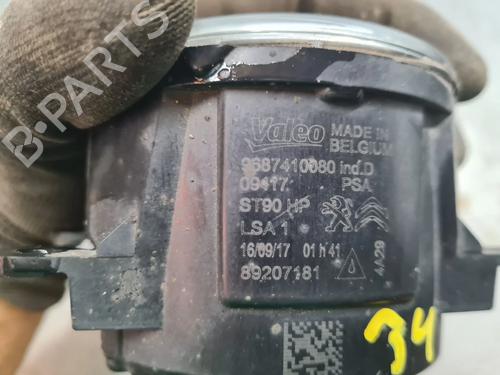 B-PARTS
Valeo MADE IN
BELGIUM
9687410080 ind.D
09417 PSA
ST90 HP
LSA 1
16/09/17 01 h 41
89207181
4A29
34